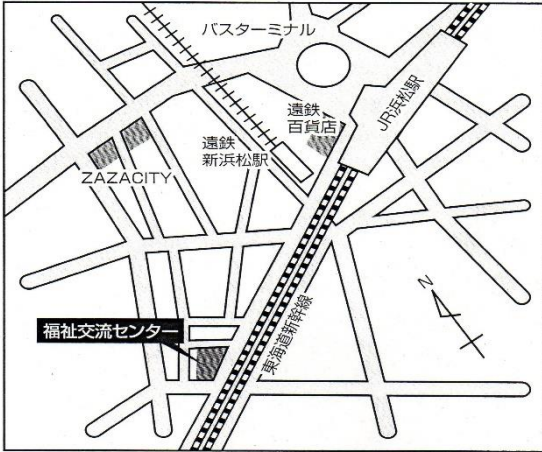 バスターミナル
JR浜松駅
遠鉄
百貨店
遠鉄
新浜松駅
ZAZACITY
N
福祉交流センター
東海道新幹線